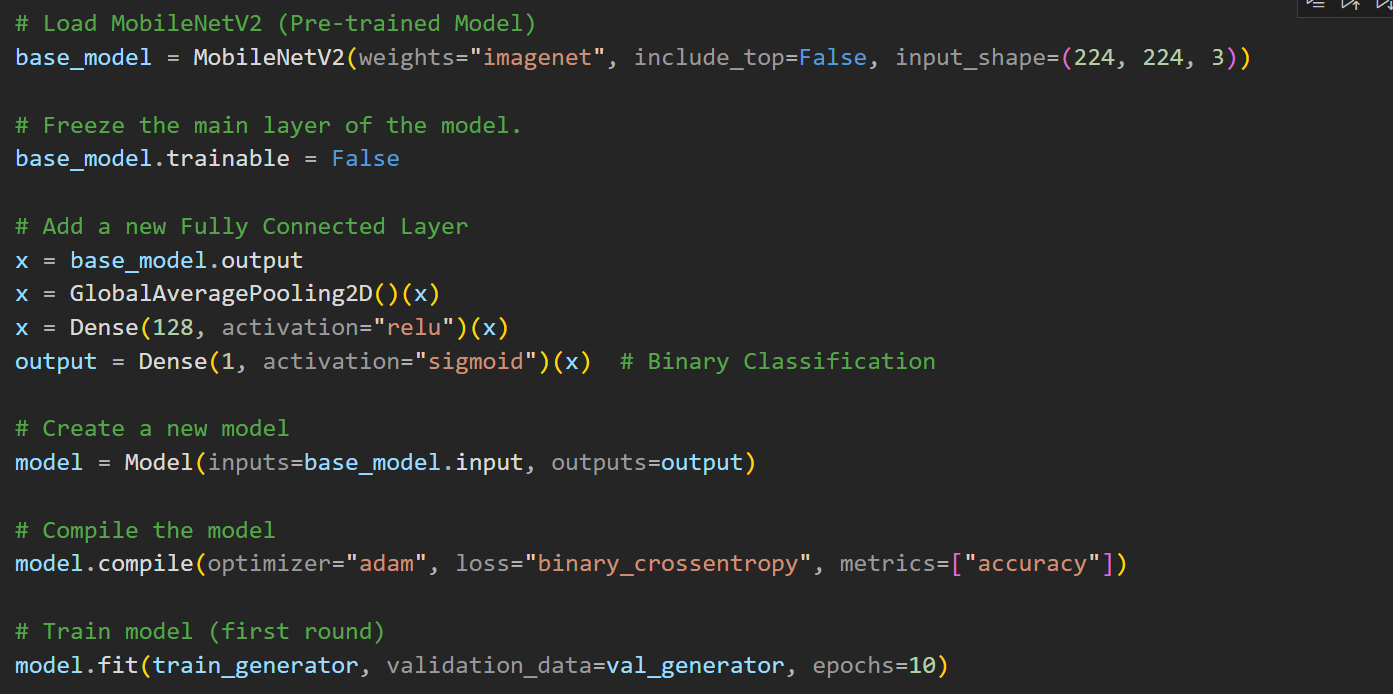 # Load MobileNetV2 (Pre-trained Model)
base_model = MobileNetV2(weights="imagenet", include_top=False, input_shape=(224, 224, 3))
# Freeze the main layer of the model.
base_model.trainable = False
# Add a new Fully Connected Layer
x = base_model.output
x = GlobalAveragePooling2D()(x)
x = Dense(128, activation="relu")(x)
output = Dense(1, activation="sigmoid")(x)  # Binary Classification
# Create a new model
model = Model(inputs=base_model.input, outputs=output)
# Compile the model
model.compile(optimizer="adam", loss="binary_crossentropy", metrics=["accuracy"])
# Train model (first round)
model.fit(train_generator, validation_data=val_generator, epochs=10)